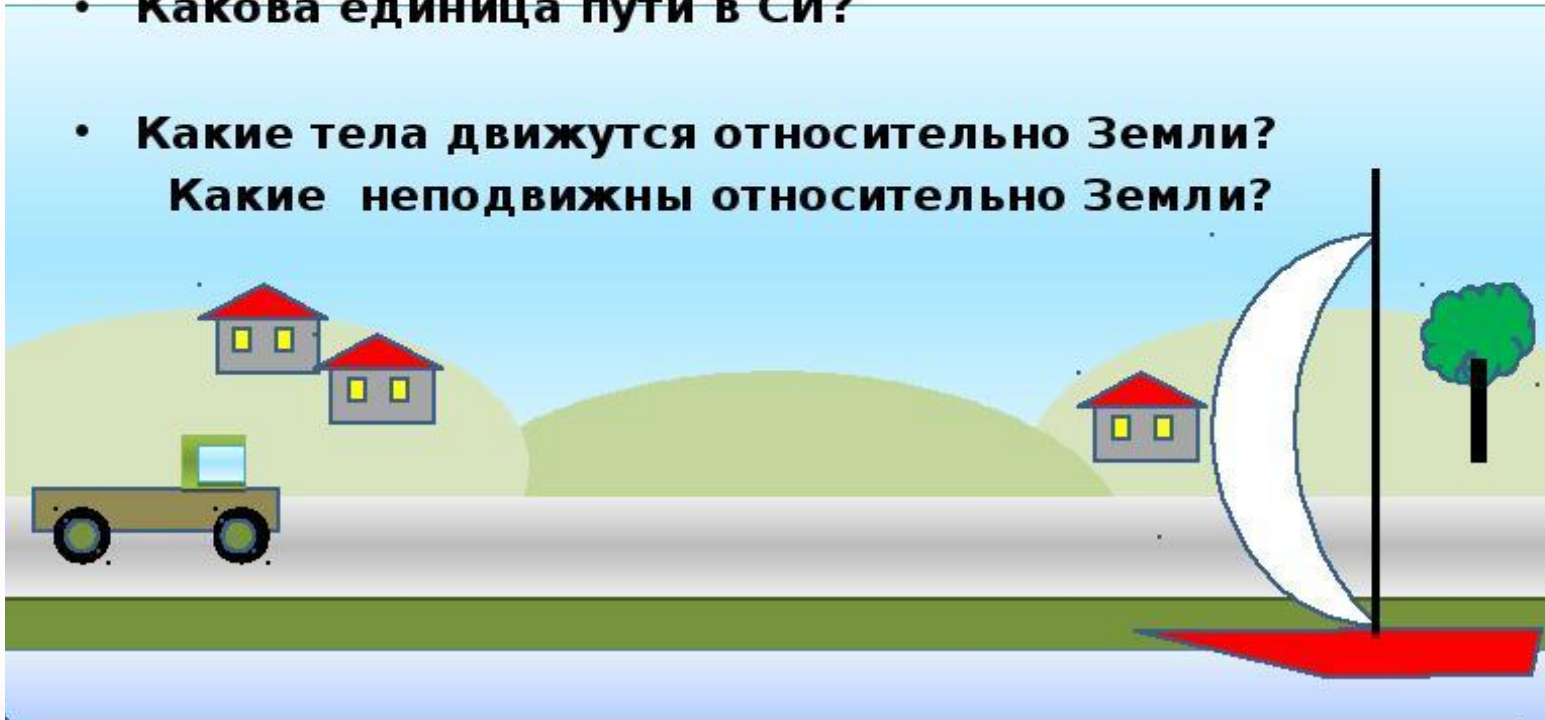 • Какова единица пути в СИ?
• Какие тела движутся относительно Земли?
Какие неподвижны относительно Земли?